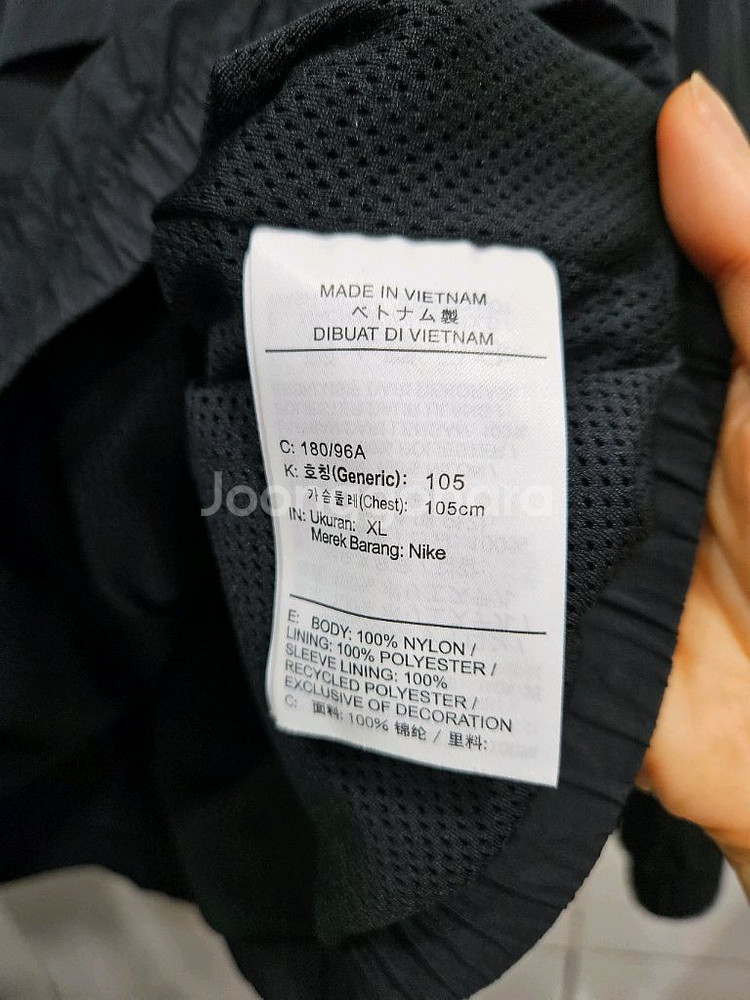 MADE IN VIETNAM
ベトナム製
DIBUAT DI VIETNAM
C: 180/96A
K: 호칭(Generic): 105
가슴둘레(Chest): 105cm
Joonggonara
IN: Ukuran: XL
Merek Barang: Nike
E: BODY: 100% NYLON /
LINING: 100% POLYESTER /
SLEEVE LINING: 100%
RECYCLED POLYESTER /
EXCLUSIVE OF DECORATION
C: 面料: 100% 锦纶 / 里料: